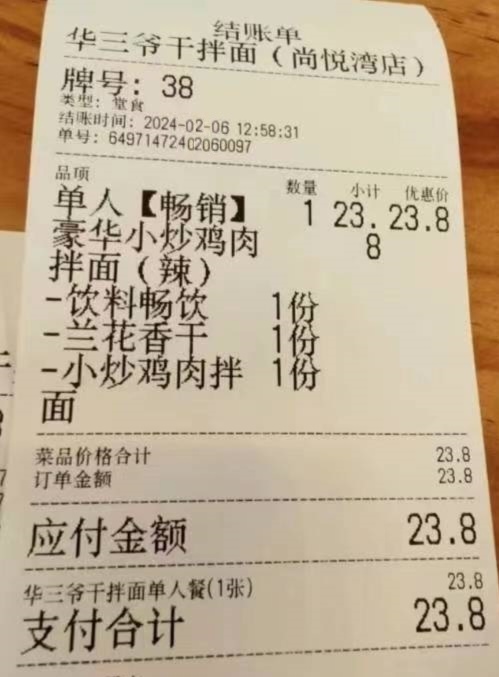 结账单
华三爷干拌面（尚悦湾店）
牌号：38
类型：堂食
结账时间：2024-02-06 12:58:31
单号：64971472402060097
品项 数量 小计 优惠价
单人【畅销】 1 23. 23.8
豪华小炒鸡肉 8
拌面（辣）
-饮料畅饮 1份
-兰花香干 1份
-小炒鸡肉拌 1份
面
菜品价格合计 23.8
订单金额 23.8
应付金额 23.8
华三爷干拌面单人餐(1张) 23.8
支付合计 23.8